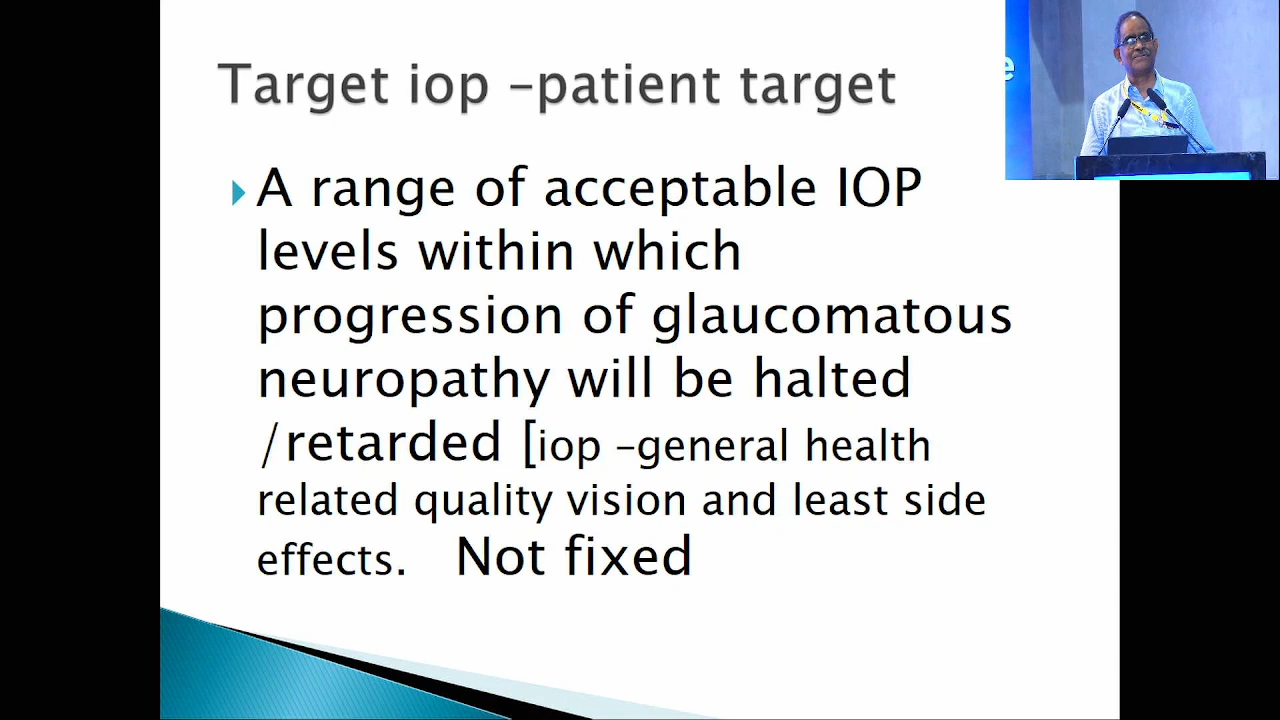 Target iop –patient target
A range of acceptable IOP
levels within which
progression of glaucomatous
neuropathy will be halted
/retarded [iop –general health
related quality vision and least side
effects. Not fixed
e